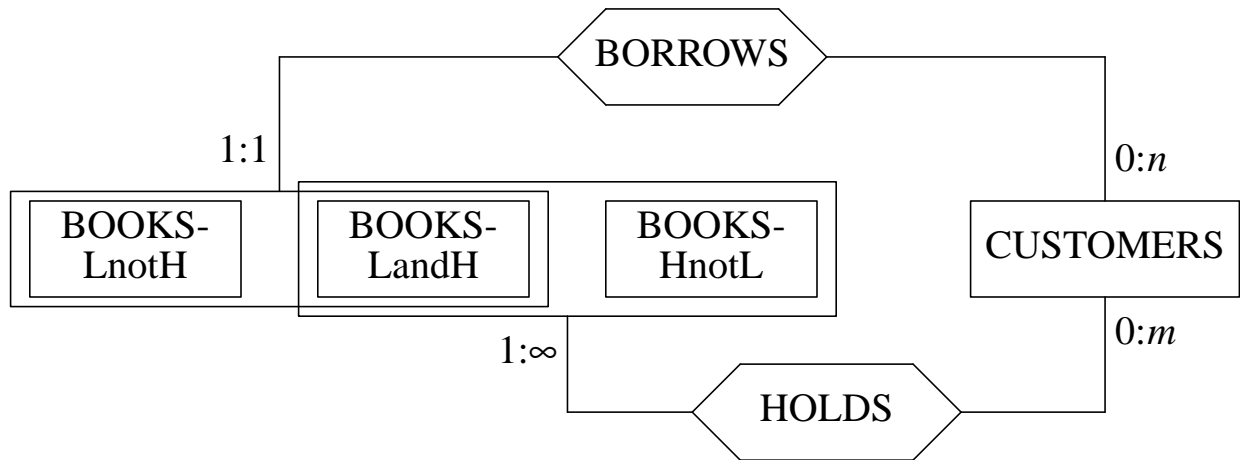 BORROWS
1:1
0:n
BOOKS-
LnotH
BOOKS-
LandH
BOOKS-
HnotL
CUSTOMERS
1:∞
0:m
HOLDS